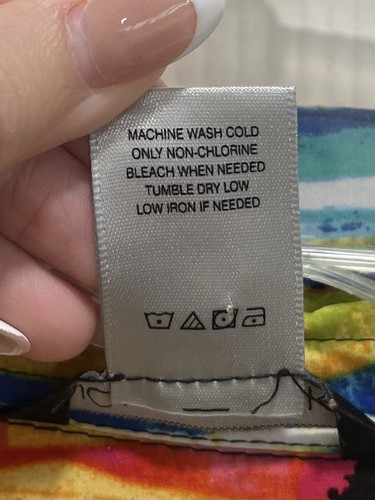 MACHINE WASH COLD
ONLY NON-CHLORINE
BLEACH WHEN NEEDED
TUMBLE DRY LOW
LOW IRON IF NEEDED